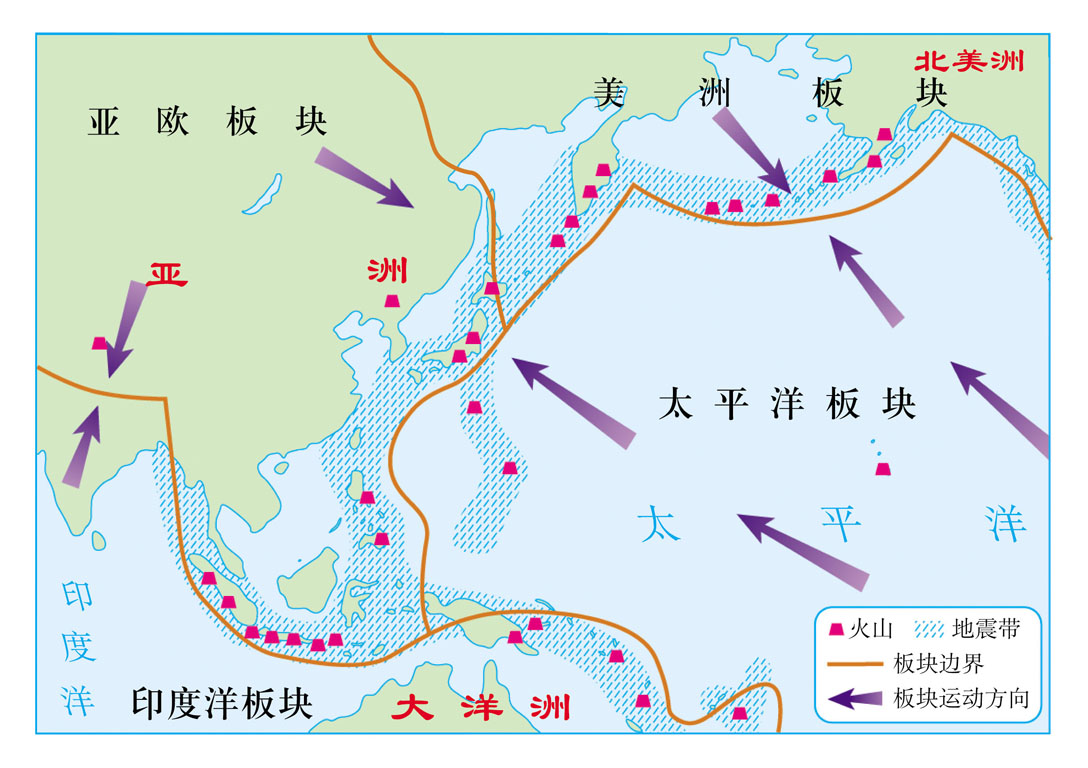 北美洲
美洲板块
亚欧板块
亚洲
太平洋板块
太平洋
印度洋
印度洋板块
大洋洲
火山 地震带
板块边界
板块运动方向